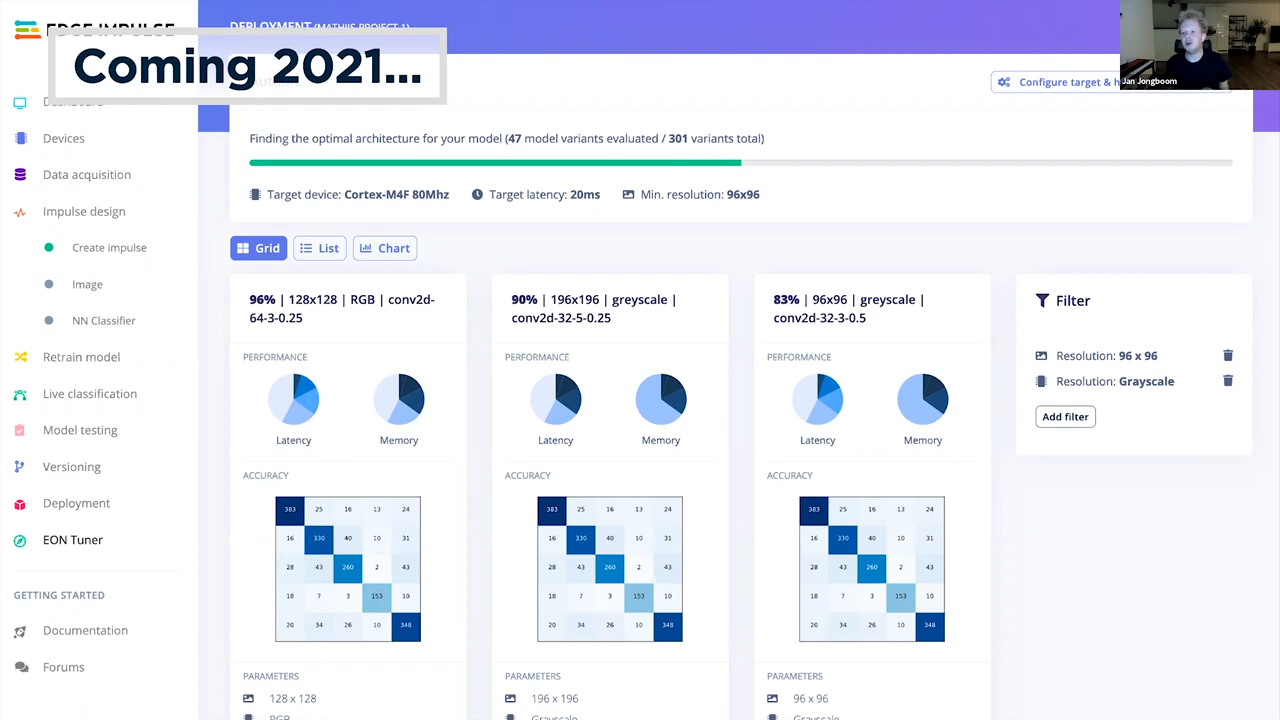 EDGE IMPULSE
Coming 2021...
DEPLOYMENT (MATHIJS PROJECT 1)
Jan Jongboom
Configure target & h
Dashboard
Devices
Data acquisition
Impulse design
Create impulse
Image
NN Classifier
Retrain model
Live classification
Model testing
Versioning
Deployment
EON Tuner
GETTING STARTED
Documentation
Forums
Finding the optimal architecture for your model (47 model variants evaluated / 301 variants total)
Target device: Cortex-M4F 80Mhz Target latency: 20ms Min. resolution: 96x96
Grid List Chart
96% | 128x128 | RGB | conv2d-
64-3-0.25
PERFORMANCE
Latency Memory
ACCURACY
383 25 16 13 24
16 330 40 10 31
28 43 260 2 43
18 7 3 153 10
20 34 26 10 348
PARAMETERS
128 x 128
RGB
90% | 196x196 | greyscale |
conv2d-32-5-0.25
PERFORMANCE
Latency Memory
ACCURACY
383 25 16 13 24
16 330 40 10 31
28 43 260 2 43
18 7 3 153 10
20 34 26 10 348
PARAMETERS
196 x 196
Grayscale
83% | 96x96 | greyscale |
conv2d-32-3-0.5
PERFORMANCE
Latency Memory
ACCURACY
383 25 16 13 24
16 330 40 10 31
28 43 260 2 43
18 7 3 153 10
20 34 26 10 348
PARAMETERS
96 x 96
Grayscale
Filter
Resolution: 96 x 96
Resolution: Grayscale
Add filter